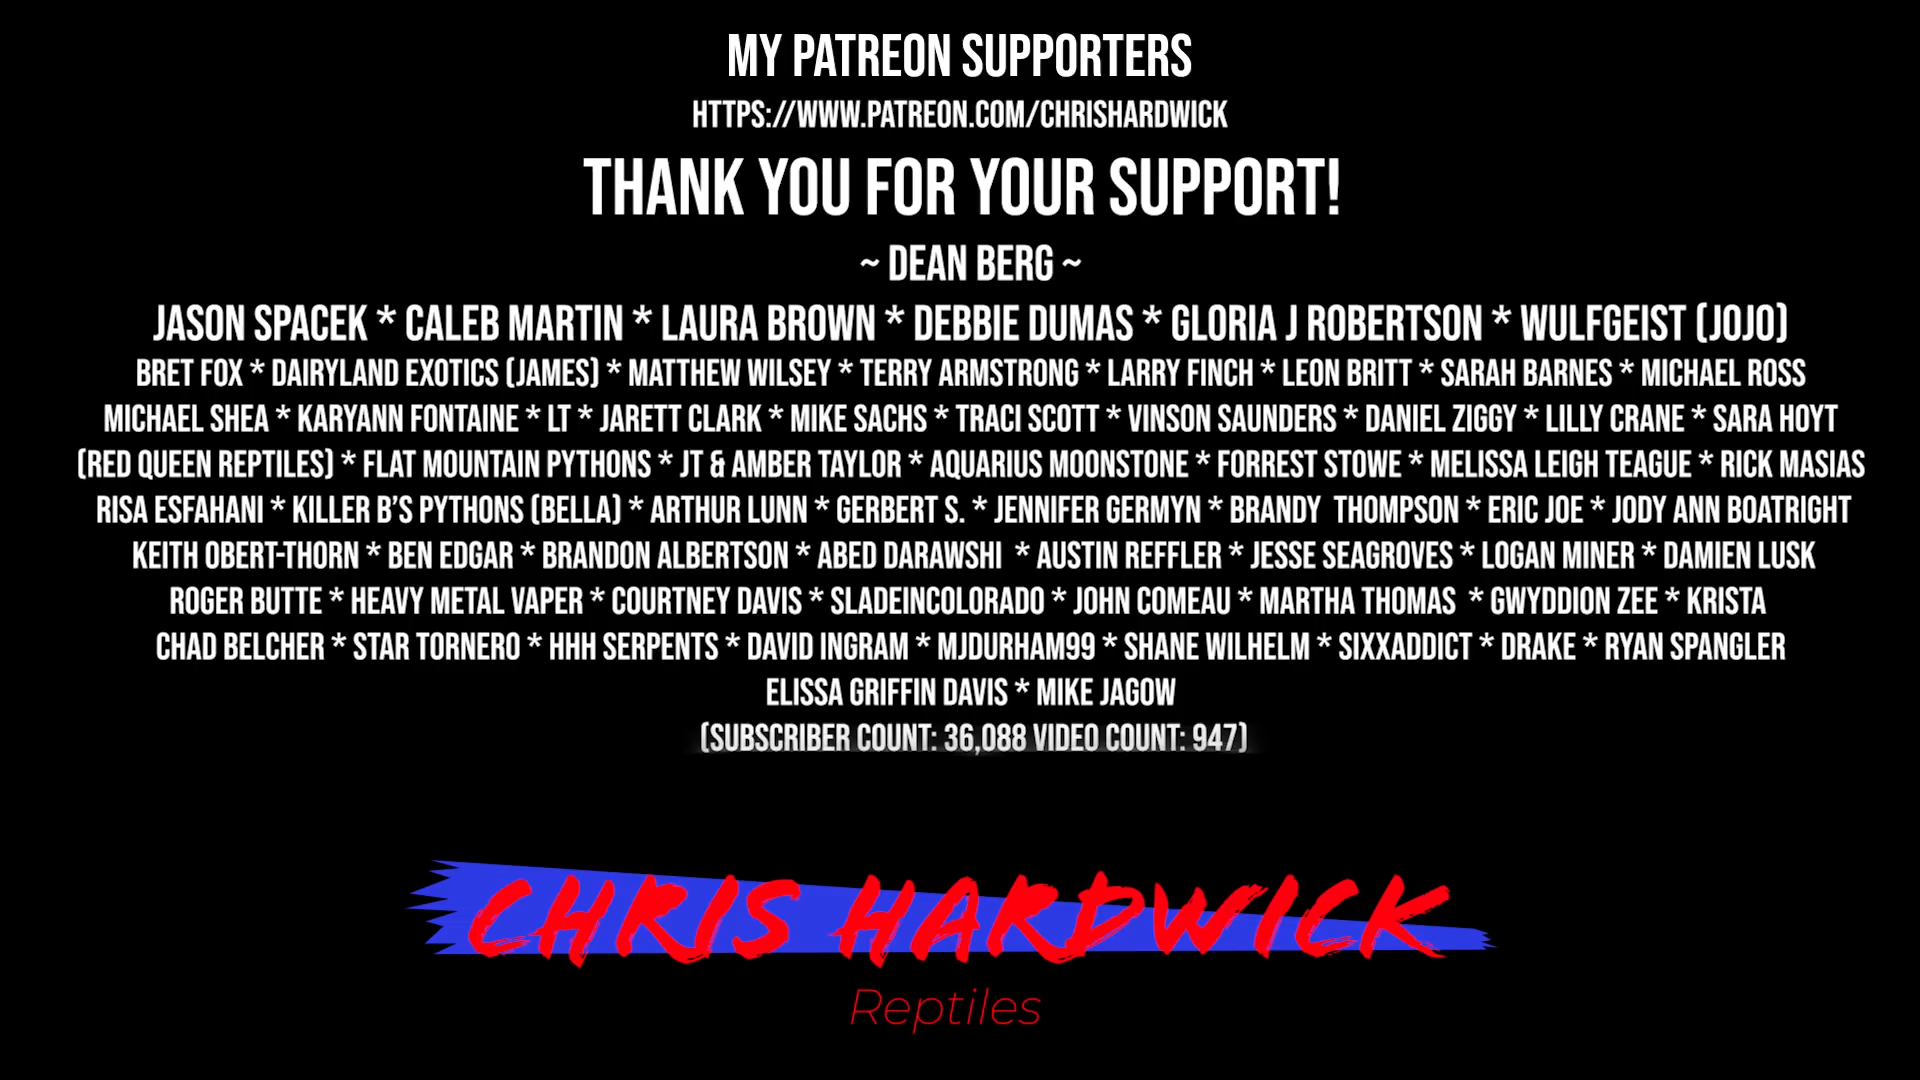 MY PATREON SUPPORTERS
HTTPS://WWW.PATREON.COM/CHRISHARDWICK
THANK YOU FOR YOUR SUPPORT!
~ DEAN BERG ~
JASON SPACEK * CALEB MARTIN * LAURA BROWN * DEBBIE DUMAS * GLORIA J ROBERTSON * WULFGEIST (JOJO)
BRET FOX * DAIRYLAND EXOTICS (JAMES) * MATTHEW WILSEY * TERRY ARMSTRONG * LARRY FINCH * LEON BRITT * SARAH BARNES * MICHAEL ROSS
MICHAEL SHEA * KARYANN FONTAINE * LT * JARETT CLARK * MIKE SACHS * TRACI SCOTT * VINSON SAUNDERS * DANIEL ZIGGY * LILLY CRANE * SARA HOYT
(RED QUEEN REPTILES) * FLAT MOUNTAIN PYTHONS * JT & AMBER TAYLOR * AQUARIUS MOONSTONE * FORREST STOWE * MELISSA LEIGH TEAGUE * RICK MASIAS
RISA ESFAHANI * KILLER B'S PYTHONS (BELLA) * ARTHUR LUNN * GERBERT S. * JENNIFER GERMYN * BRANDY  THOMPSON * ERIC JOE * JODY ANN BOATRIGHT
KEITH OBERT-THORN * BEN EDGAR * BRANDON ALBERTSON * ABED DARAWSHI  * AUSTIN REFFLER * JESSE SEAGROVES * LOGAN MINER * DAMIEN LUSK
ROGER BUTTE * HEAVY METAL VAPER * COURTNEY DAVIS * SLADEINCOLORADO * JOHN COMEAU * MARTHA THOMAS  * GWYDDION ZEE * KRISTA
CHAD BELCHER * STAR TORNERO * HHH SERPENTS * DAVID INGRAM * MJDURHAM99 * SHANE WILHELM * SIXXADDICT * DRAKE * RYAN SPANGLER
ELISSA GRIFFIN DAVIS * MIKE JAGOW
(SUBSCRIBER COUNT: 36,088 VIDEO COUNT: 947)
CHRIS HARDWICK
Reptiles